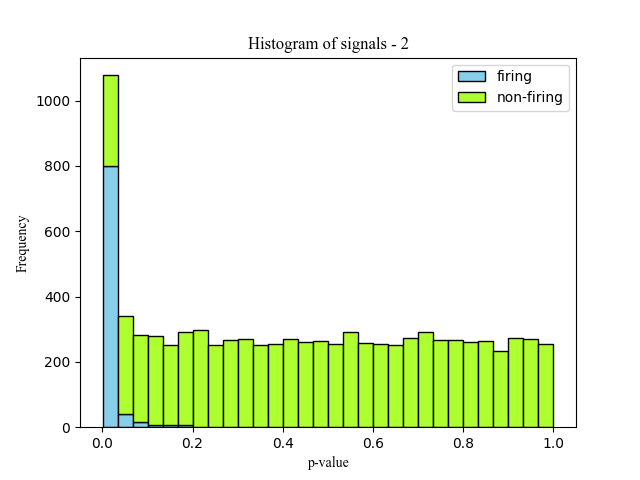 Histogram of signals - 2
firing
non-firing
Frequency
1000
800
600
400
200
0
0.0 0.2 0.4 0.6 0.8 1.0
p-value